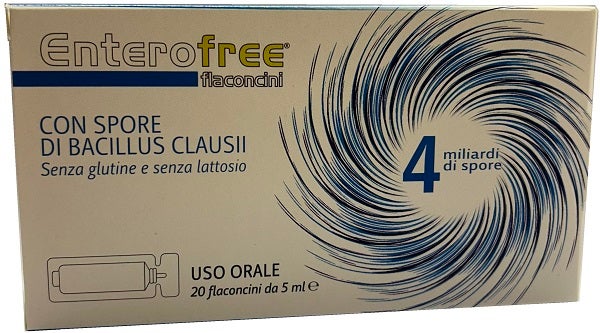 Enterofree®
flaconcini
CON SPORE
DI BACILLUS CLAUSII
Senza glutine e senza lattosio
4 miliardi
di spore
USO ORALE
20 flaconcini da 5 ml ℮